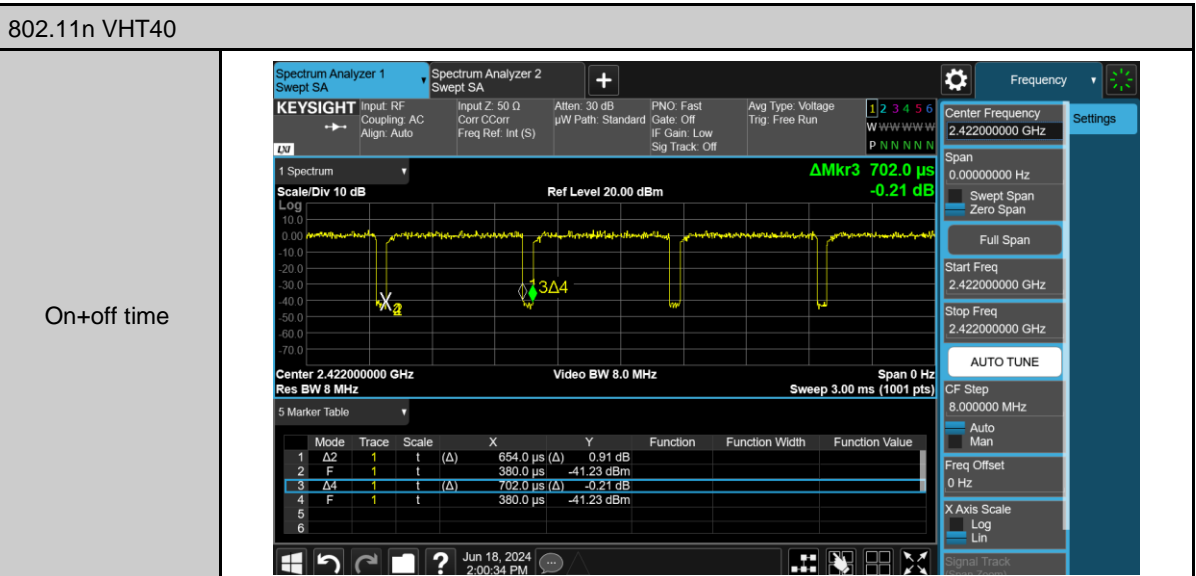 802.11n VHT40
On+off time
Spectrum Analyzer 1
Swept SA
Spectrum Analyzer 2
Swept SA
Frequency
KEYSIGHT
Input: RF
Coupling: AC
Align: Auto
Input Z: 50 Ω
Corr CCorr
Freq Ref: Int (S)
Atten: 30 dB
µW Path: Standard
PNO: Fast
Gate: Off
IF Gain: Low
Sig Track: Off
Avg Type: Voltage
Trig: Free Run
1 2 3 4 5 6
W W W W W W
P N N N N N
LXI
1 Spectrum
ΔMkr3 702.0 µs
-0.21 dB
Scale/Div 10 dB
Ref Level 20.00 dBm
Log
10.0
0.00
-10.0
-20.0
-30.0
-40.0
-50.0
-60.0
-70.0
3Δ4
Center 2.422000000 GHz
Video BW 8.0 MHz
Span 0 Hz
Res BW 8 MHz
Sweep 3.00 ms (1001 pts)
5 Marker Table
Mode Trace Scale X Y Function Function Width Function Value
1 Δ2 1 t (Δ) 654.0 µs (Δ) 0.91 dB
2 F 1 t 380.0 µs -41.23 dBm
3 Δ4 1 t (Δ) 702.0 µs (Δ) -0.21 dB
4 F 1 t 380.0 µs -41.23 dBm
5
6
Jun 18, 2024
2:00:34 PM
Center Frequency
2.422000000 GHz
Settings
Span
0.00000000 Hz
Swept Span
Zero Span
Full Span
Start Freq
2.422000000 GHz
Stop Freq
2.422000000 GHz
AUTO TUNE
CF Step
8.000000 MHz
Auto
Man
Freq Offset
0 Hz
X Axis Scale
Log
Lin
Signal Track
(Span Zoom)